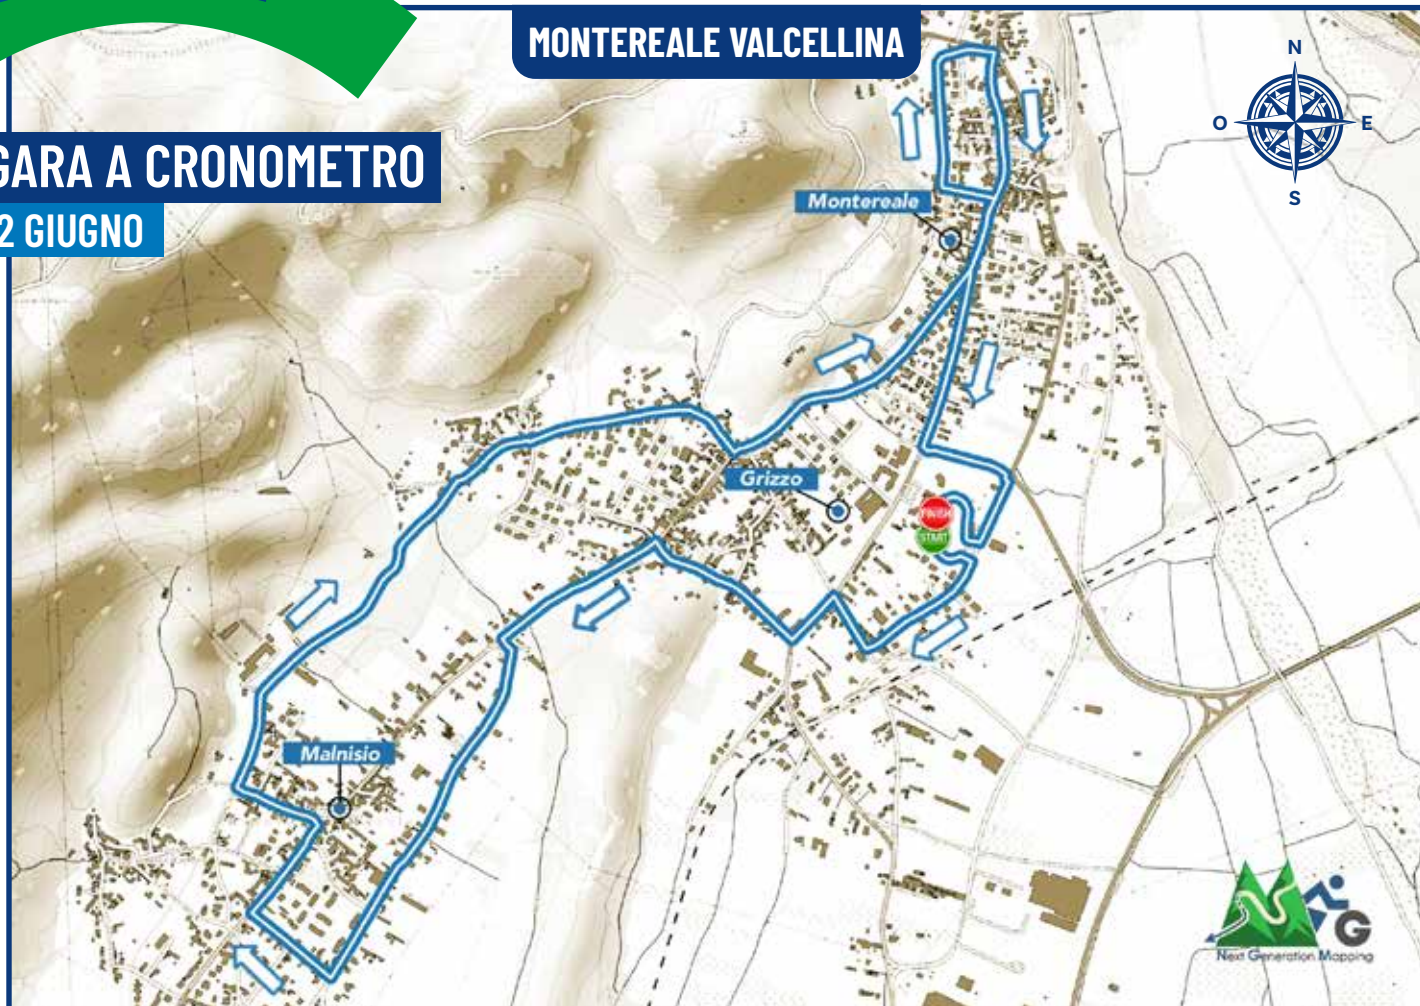 MONTEREALE VALCELLINA
GARA A CRONOMETRO
2 GIUGNO
N
O
E
S
Montereale
Grizzo
FINISH
START
Malnisio
G
Next Generation Mapping